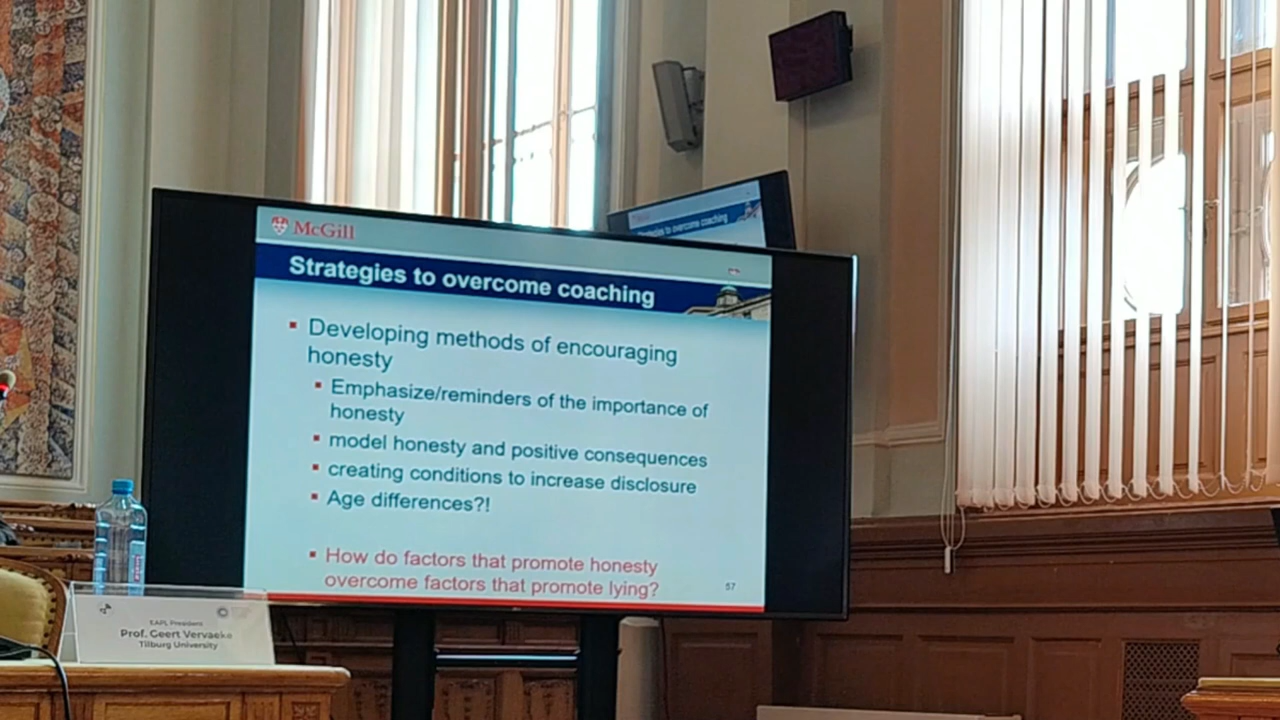 McGill
Strategies to overcome coaching
Developing methods of encouraging
honesty
Emphasize/reminders of the importance of
honesty
model honesty and positive consequences
creating conditions to increase disclosure
Age differences?!
How do factors that promote honesty
overcome factors that promote lying?
57
Strategies to overcome coaching
EAPL President
Prof. Geert Vervaeke
Tilburg University